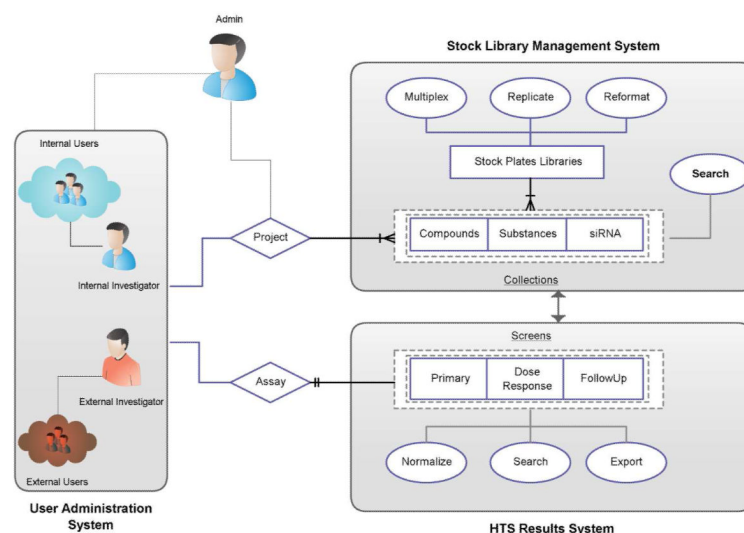 Admin
Stock Library Management System
Multiplex
Replicate
Reformat
Stock Plates Libraries
Search
Compounds
Substances
siRNA
Collections
Internal Users
Internal Investigator
Project
External Investigator
External Users
User Administration
System
Assay
Screens
Primary
Dose
Response
FollowUp
Normalize
Search
Export
HTS Results System